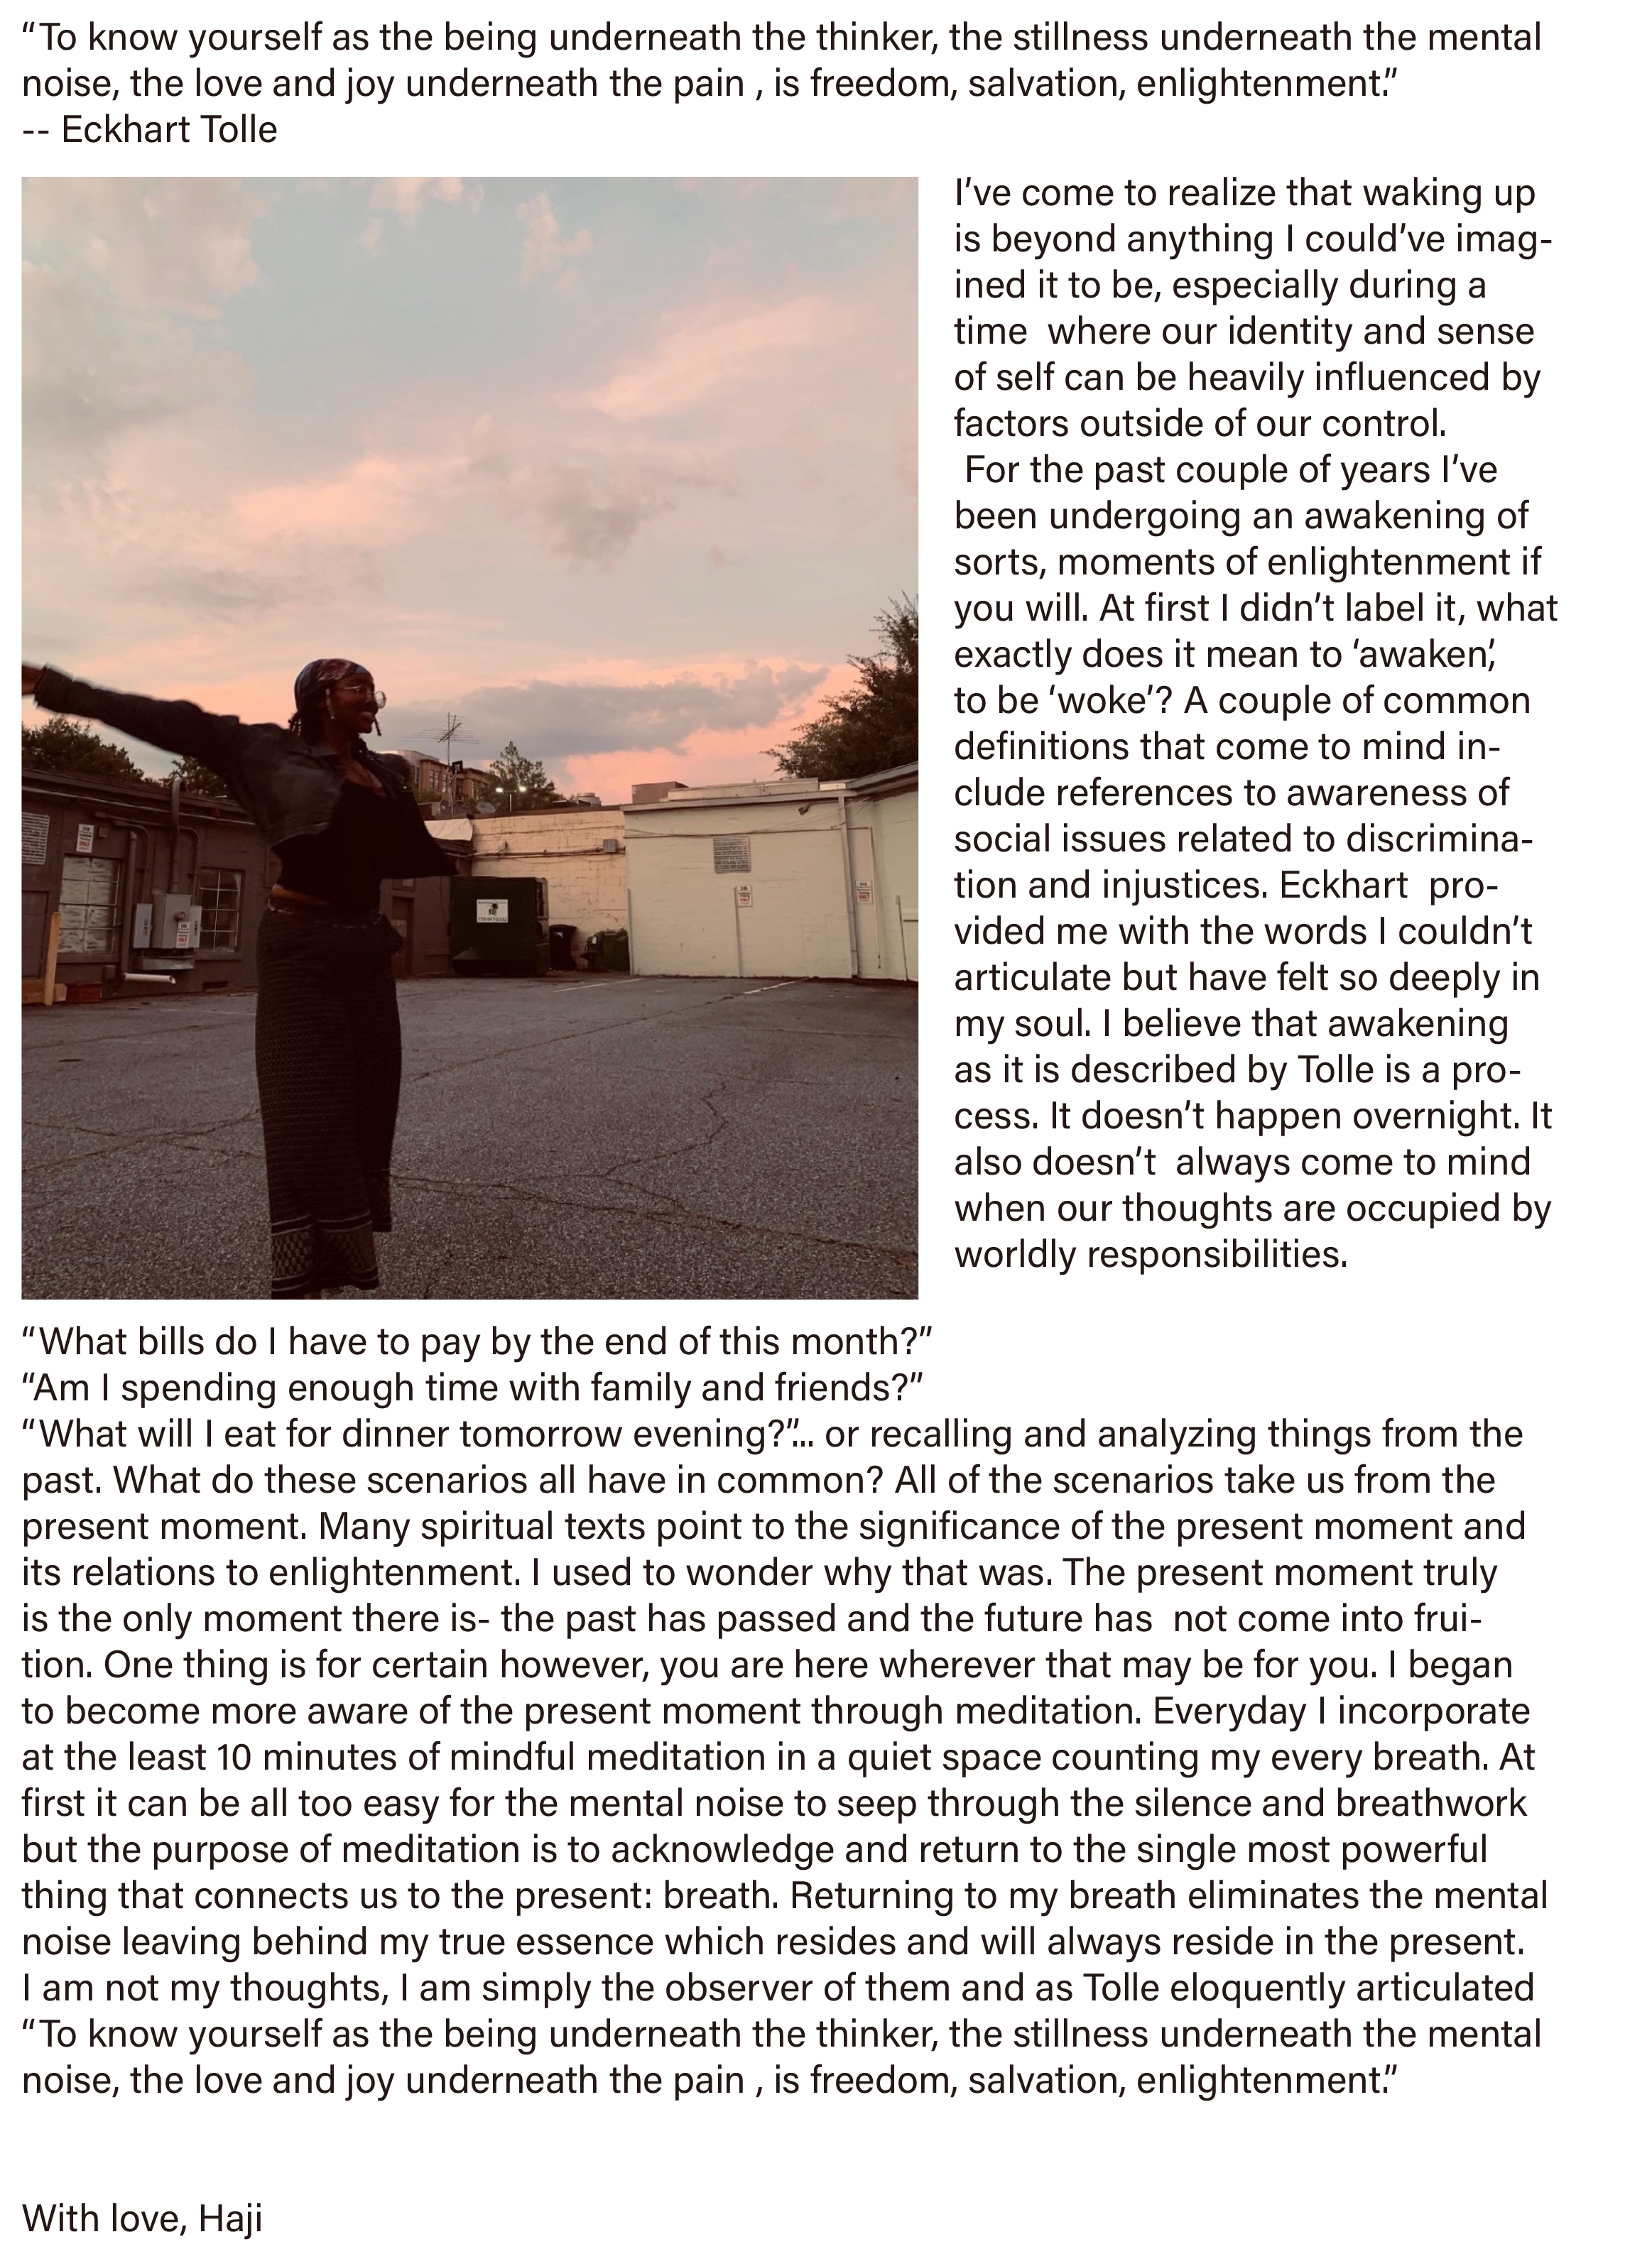 “To know yourself as the being underneath the thinker, the stillness underneath the mental
noise, the love and joy underneath the pain , is freedom, salvation, enlightenment.”
-- Eckhart Tolle
I’ve come to realize that waking up
is beyond anything I could’ve imag-
ined it to be, especially during a
time  where our identity and sense
of self can be heavily influenced by
factors outside of our control.
For the past couple of years I’ve
been undergoing an awakening of
sorts, moments of enlightenment if
you will. At first I didn’t label it, what
exactly does it mean to ‘awaken’,
to be ‘woke’? A couple of common
definitions that come to mind in-
clude references to awareness of
social issues related to discrimina-
tion and injustices. Eckhart  pro-
vided me with the words I couldn’t
articulate but have felt so deeply in
my soul. I believe that awakening
as it is described by Tolle is a pro-
cess. It doesn’t happen overnight. It
also doesn’t  always come to mind
when our thoughts are occupied by
worldly responsibilities.
“What bills do I have to pay by the end of this month?”
“Am I spending enough time with family and friends?”
“What will I eat for dinner tomorrow evening?”... or recalling and analyzing things from the
past. What do these scenarios all have in common? All of the scenarios take us from the
present moment. Many spiritual texts point to the significance of the present moment and
its relations to enlightenment. I used to wonder why that was. The present moment truly
is the only moment there is- the past has passed and the future has  not come into frui-
tion. One thing is for certain however, you are here wherever that may be for you. I began
to become more aware of the present moment through meditation. Everyday I incorporate
at the least 10 minutes of mindful meditation in a quiet space counting my every breath. At
first it can be all too easy for the mental noise to seep through the silence and breathwork
but the purpose of meditation is to acknowledge and return to the single most powerful
thing that connects us to the present: breath. Returning to my breath eliminates the mental
noise leaving behind my true essence which resides and will always reside in the present.
I am not my thoughts, I am simply the observer of them and as Tolle eloquently articulated
“To know yourself as the being underneath the thinker, the stillness underneath the mental
noise, the love and joy underneath the pain , is freedom, salvation, enlightenment.”
With love, Haji